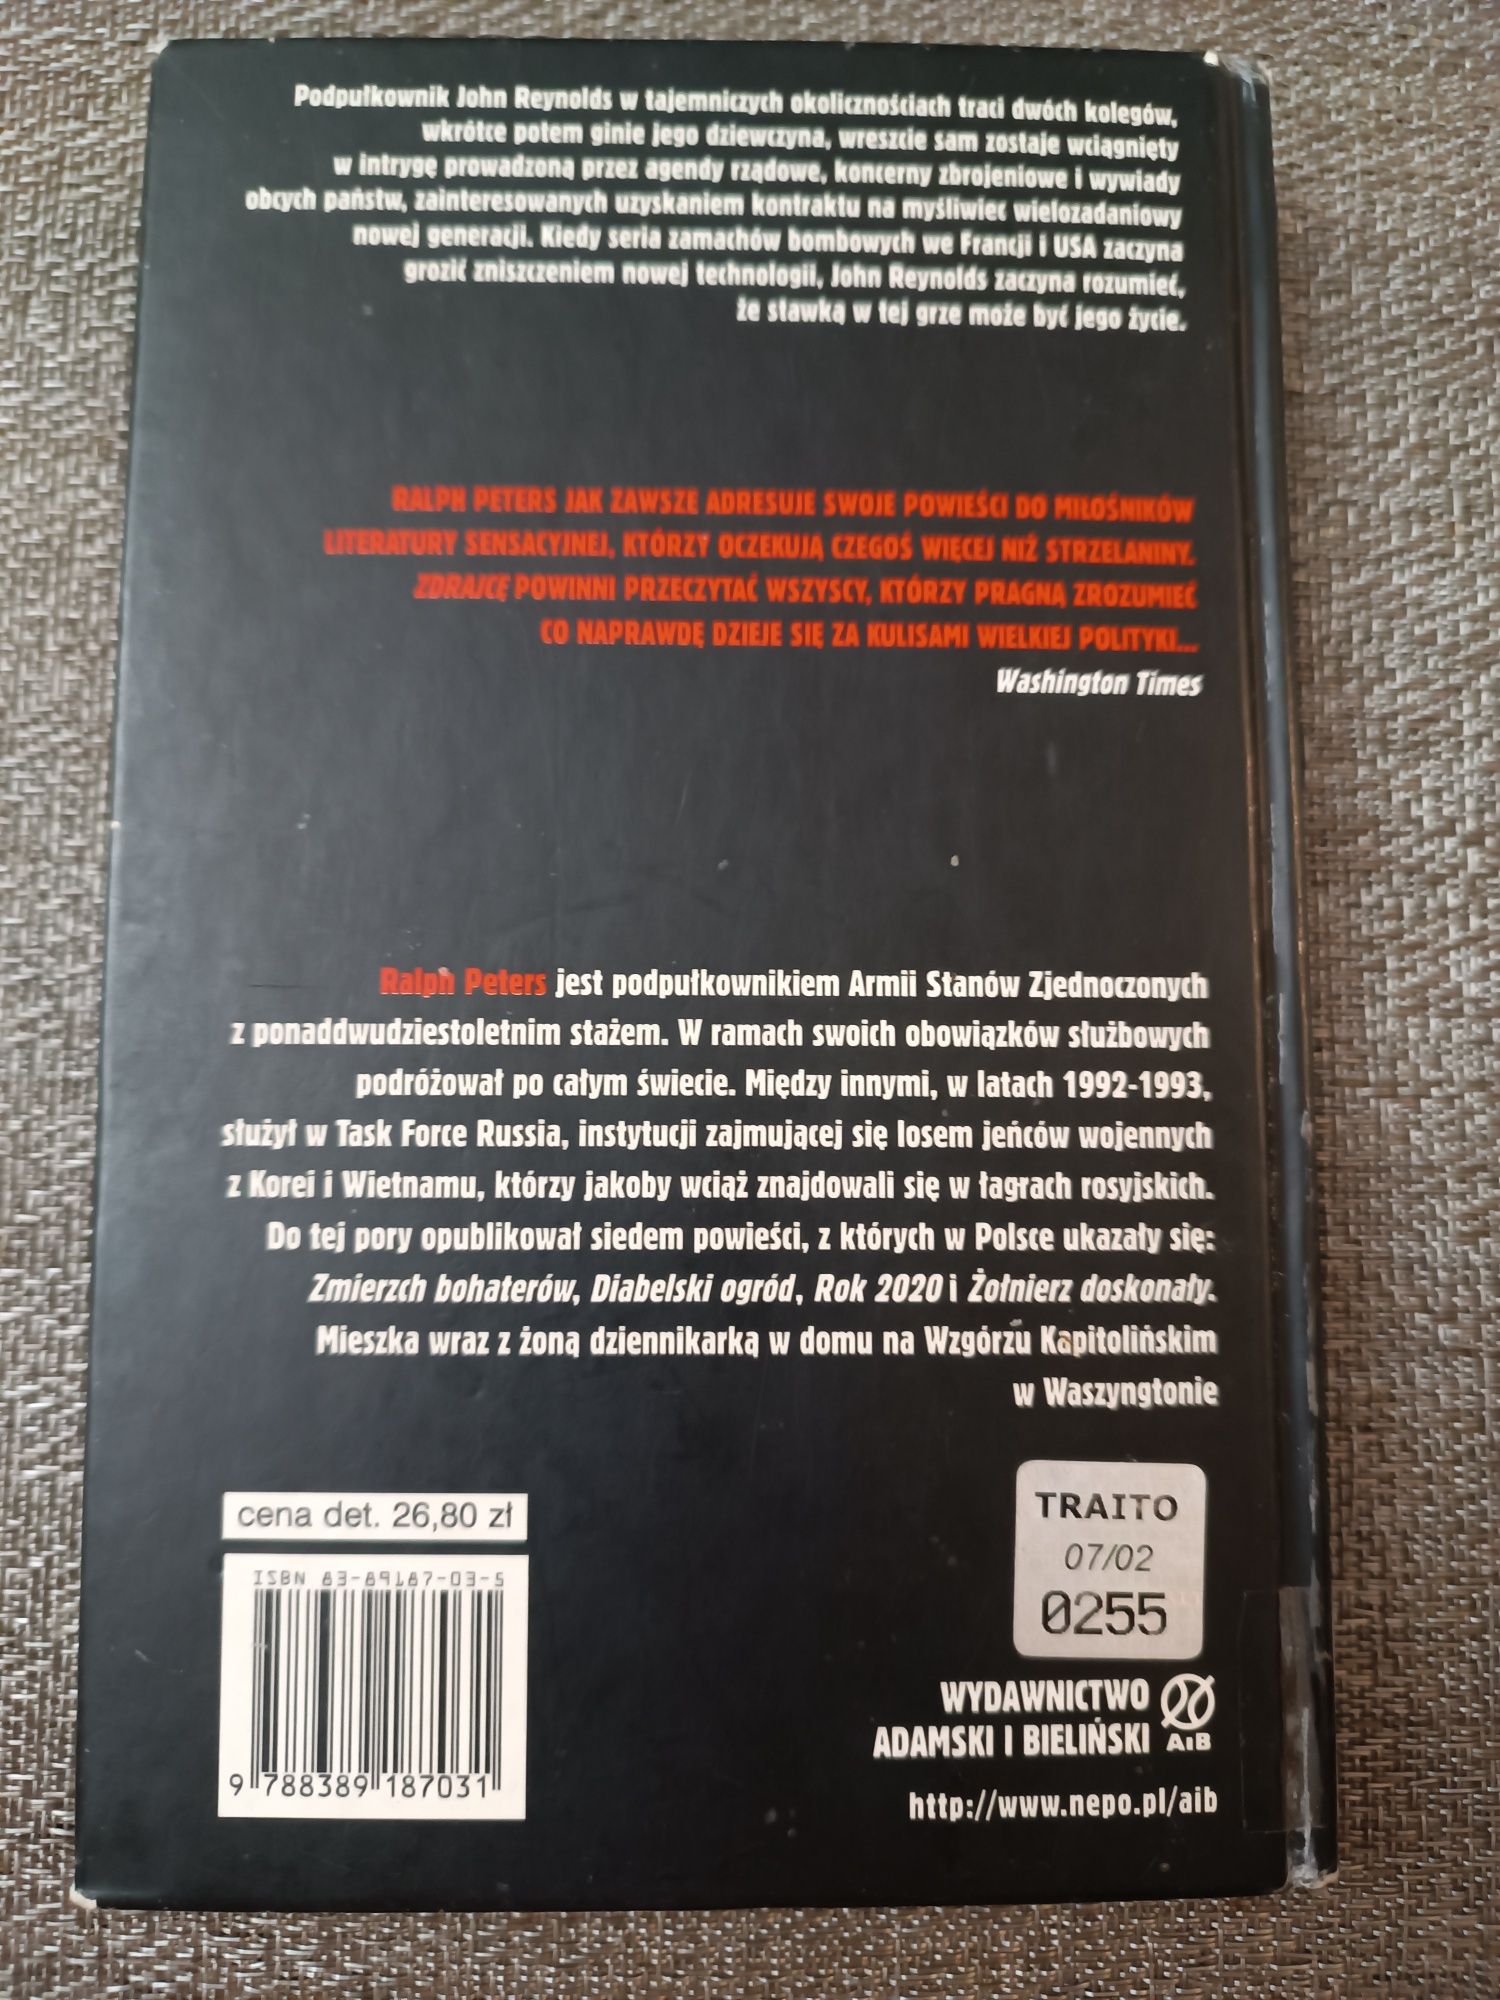 Podpułkownik John Reynolds w tajemniczych okolicznościach traci dwóch kolegów,
wkrótce potem ginie jego dziewczyna, wreszcie sam zostaje wciągnięty
w intrygę prowadzoną przez agendy rządowe, koncerny zbrojeniowe i wywiady
obcych państw, zainteresowanych uzyskaniem kontraktu na myśliwiec wielozadaniowy
nowej generacji. Kiedy seria zamachów bombowych we Francji i USA zaczyna
grozić zniszczeniem nowej technologii, John Reynolds zaczyna rozumieć,
że stawką w tej grze może być jego życie.
RALPH PETERS JAK ZAWSZE ADRESUJE SWOJE POWIEŚCI DO MIŁOŚNIKÓW
LITERATURY SENSACYJNEJ, KTÓRZY OCZEKUJĄ CZEGOŚ WIĘCEJ NIŻ STRZELANINY.
ZDRAJCĘ POWINNI PRZECZYTAĆ WSZYSCY, KTÓRZY PRAGNĄ ZROZUMIEĆ
CO NAPRAWDĘ DZIEJE SIĘ ZA KULISAMI WIELKIEJ POLITYKI...
Washington Times
Ralph Peters jest podpułkownikiem Armii Stanów Zjednoczonych
z ponaddwudziestoletnim stażem. W ramach swoich obowiązków służbowych
podróżował po całym świecie. Między innymi, w latach 1992-1993,
służył w Task Force Russia, instytucji zajmującej się losem jeńców wojennych
z Korei i Wietnamu, którzy jakoby wciąż znajdowali się w łagrach rosyjskich.
Do tej pory opublikował siedem powieści, z których w Polsce ukazały się:
Zmierzch bohaterów, Diabelski ogród, Rok 2020 i Żołnierz doskonały.
Mieszka wraz z żoną dziennikarką w domu na Wzgórzu Kapitolińskim
w Waszyngtonie
cena det. 26,80 zł
ISBN 83-89187-03-5
9 788389 187031
TRAITO
07/02
0255
WYDAWNICTWO
ADAMSKI I BIELIŃSKI
AiB
http://www.nepo.pl/aib